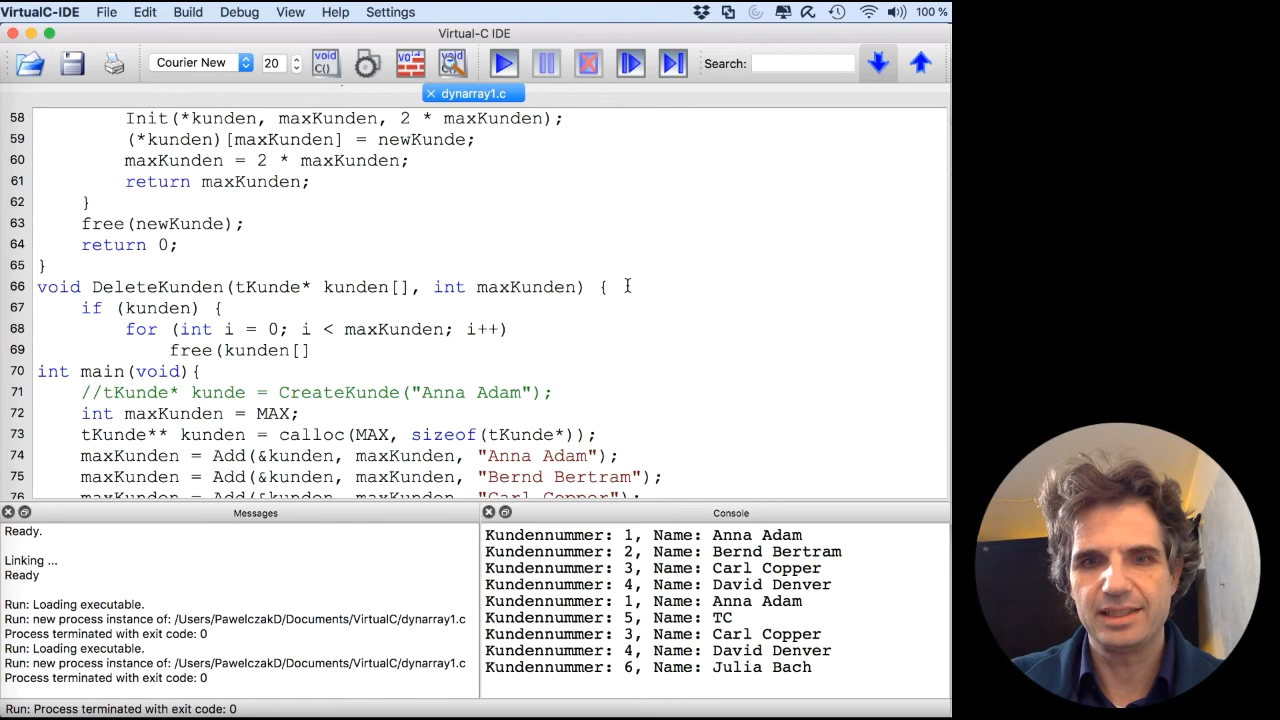 VirtualC-IDE File Edit Build Debug View Help Settings 100 %
Virtual-C IDE
void C() Courier New 20 Search:
dynarray1.c
58 Init(*kunden, maxKunden, 2 * maxKunden);
59 (*kunden)[maxKunden] = newKunde;
60 maxKunden = 2 * maxKunden;
61 return maxKunden;
62 }
63 free(newKunde);
64 return 0;
65 }
66 void DeleteKunden(tKunde* kunden[], int maxKunden) {
67 if (kunden) {
68 for (int i = 0; i < maxKunden; i++)
69 free(kunden[]
70 int main(void){
71 //tKunde* kunde = CreateKunde("Anna Adam");
72 int maxKunden = MAX;
73 tKunde** kunden = calloc(MAX, sizeof(tKunde*));
74 maxKunden = Add(&kunden, maxKunden, "Anna Adam");
75 maxKunden = Add(&kunden, maxKunden, "Bernd Bertram");
76 maxKunden = Add(&kunden, maxKunden, "Carl Copper");
Messages
Ready.
Linking ...
Ready
Run: Loading executable.
Run: new process instance of: /Users/PawelczakD/Documents/VirtualC/dynarray1.c
Process terminated with exit code: 0
Run: Loading executable.
Run: new process instance of: /Users/PawelczakD/Documents/VirtualC/dynarray1.c
Process terminated with exit code: 0
Console
Kundennummer: 1, Name: Anna Adam
Kundennummer: 2, Name: Bernd Bertram
Kundennummer: 3, Name: Carl Copper
Kundennummer: 4, Name: David Denver
Kundennummer: 1, Name: Anna Adam
Kundennummer: 5, Name: TC
Kundennummer: 3, Name: Carl Copper
Kundennummer: 4, Name: David Denver
Kundennummer: 6, Name: Julia Bach
Run: Process terminated with exit code: 0